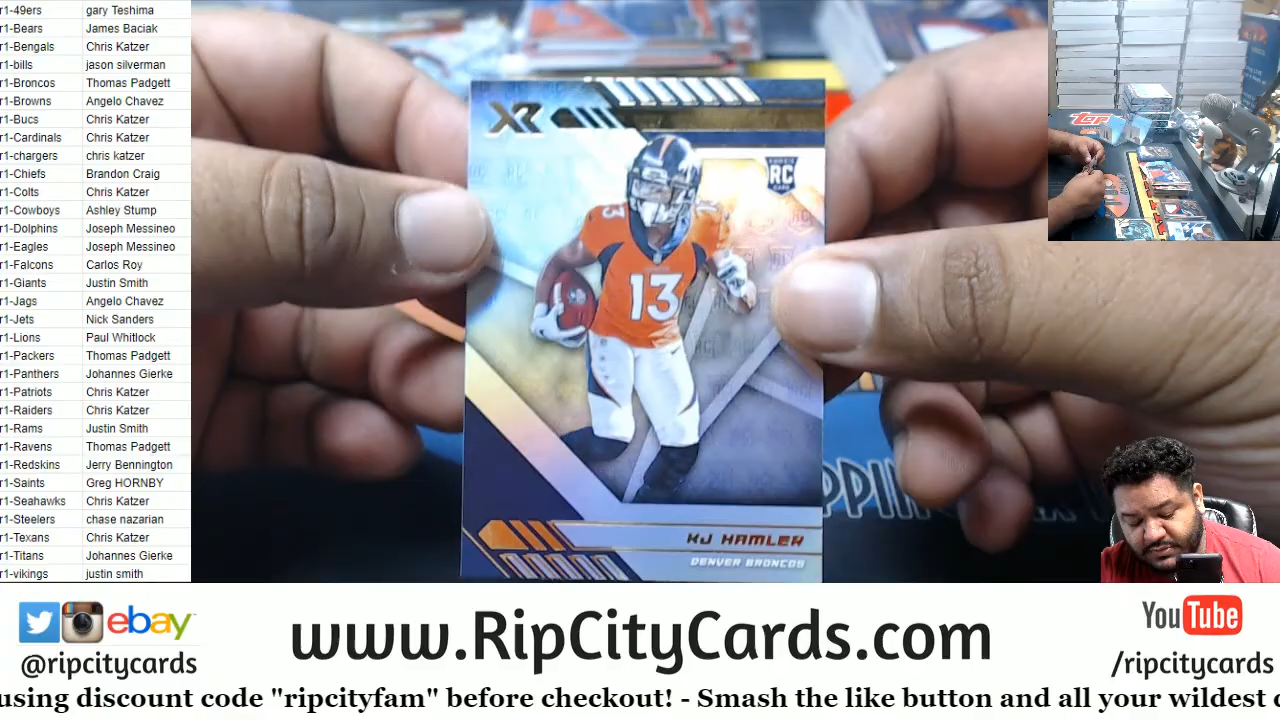 r1-49ers gary Teshima
r1-Bears James Baciak
r1-Bengals Chris Katzer
r1-bills jason silverman
r1-Broncos Thomas Padgett
r1-Browns Angelo Chavez
r1-Bucs Chris Katzer
r1-Cardinals Chris Katzer
r1-chargers chris katzer
r1-Chiefs Brandon Craig
r1-Colts Chris Katzer
r1-Cowboys Ashley Stump
r1-Dolphins Joseph Messineo
r1-Eagles Joseph Messineo
r1-Falcons Carlos Roy
r1-Giants Justin Smith
r1-Jags Angelo Chavez
r1-Jets Nick Sanders
r1-Lions Paul Whitlock
r1-Packers Thomas Padgett
r1-Panthers Johannes Gierke
r1-Patriots Chris Katzer
r1-Raiders Chris Katzer
r1-Rams Justin Smith
r1-Ravens Thomas Padgett
r1-Redskins Jerry Bennington
r1-Saints Greg HORNBY
r1-Seahawks Chris Katzer
r1-Steelers chase nazarian
r1-Texans Chris Katzer
r1-Titans Johannes Gierke
r1-vikings justin smith
XR
RC
13
KJ HAMLER
DENVER BRONCOS
ebay
@ripcitycards
www.RipCityCards.com
YouTube
/ripcitycards
using discount code "ripcityfam" before checkout! - Smash the like button and all your wildest